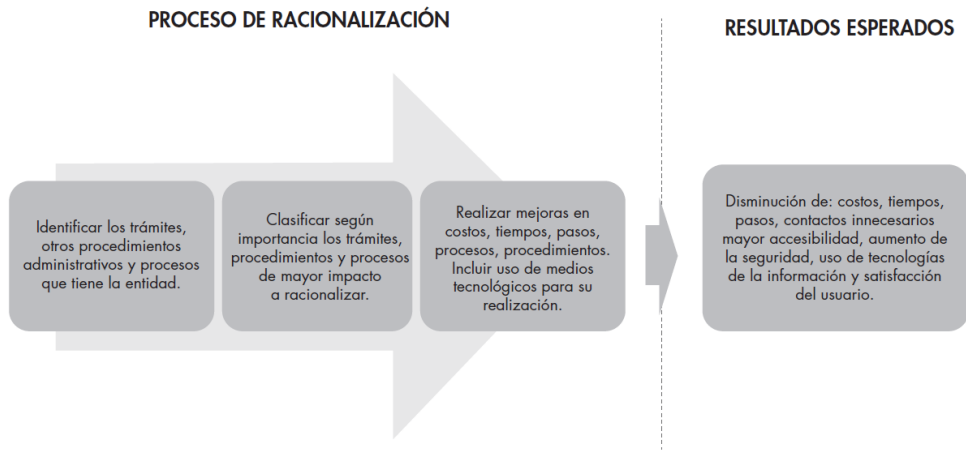 PROCESO DE RACIONALIZACIÓN
RESULTADOS ESPERADOS
Identificar los trámites,
otros procedimientos
administrativos y procesos
que tiene la entidad.
Clasificar según
importancia los trámites,
procedimientos y procesos
de mayor impacto
a racionalizar.
Realizar mejoras en
costos, tiempos, pasos,
procesos, procedimientos.
Incluir uso de medios
tecnológicos para su
realización.
Disminución de: costos, tiempos,
pasos, contactos innecesarios
mayor accesibilidad, aumento de
la seguridad, uso de tecnologías
de la información y satisfacción
del usuario.